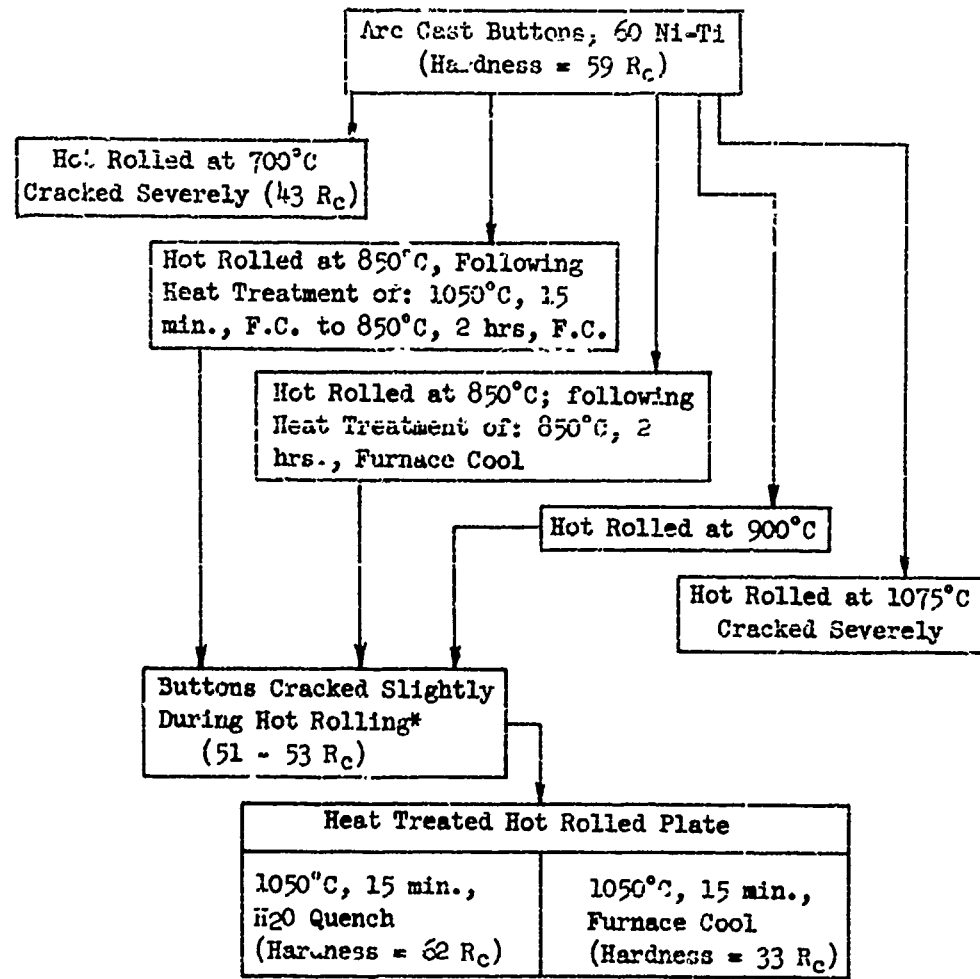 Arc Cast Buttons, 60 Ni-Ti
(Hardness = 59 Rc)
Hot Rolled at 700°C
Cracked Severely (43 Rc)
Hot Rolled at 850°C, Following
Heat Treatment of: 1050°C, 15
min., F.C. to 850°C, 2 hrs, F.C.
Hot Rolled at 850°C; following
Heat Treatment of: 850°C, 2
hrs., Furnace Cool
Hot Rolled at 900°C
Hot Rolled at 1075°C
Cracked Severely
Buttons Cracked Slightly
During Hot Rolling*
(51 - 53 Rc)
Heat Treated Hot Rolled Plate
1050°C, 15 min.,
H20 Quench
(Hardness = 62 Rc)
1050°C, 15 min.,
Furnace Cool
(Hardness = 33 Rc)